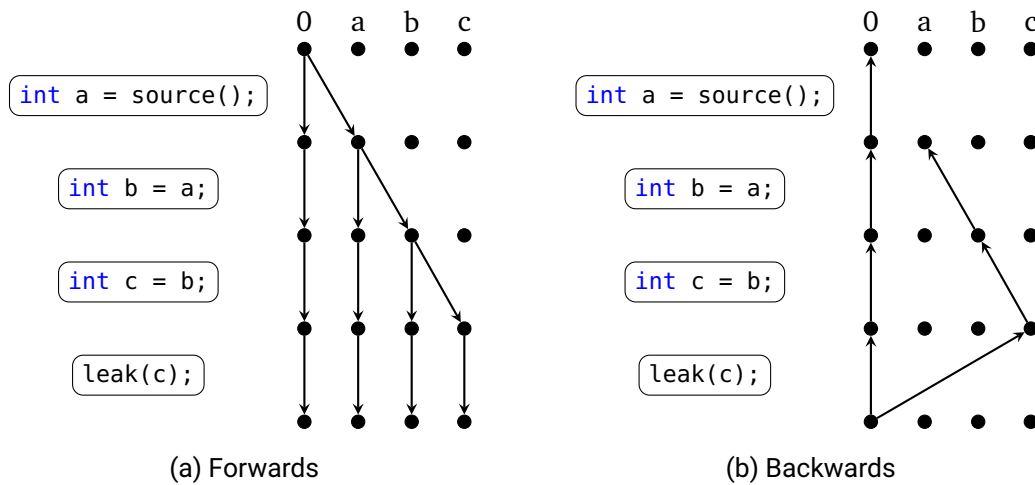 0 a b c
int a = source();
int b = a;
int c = b;
leak(c);
(a) Forwards
0 a b c
int a = source();
int b = a;
int c = b;
leak(c);
(b) Backwards